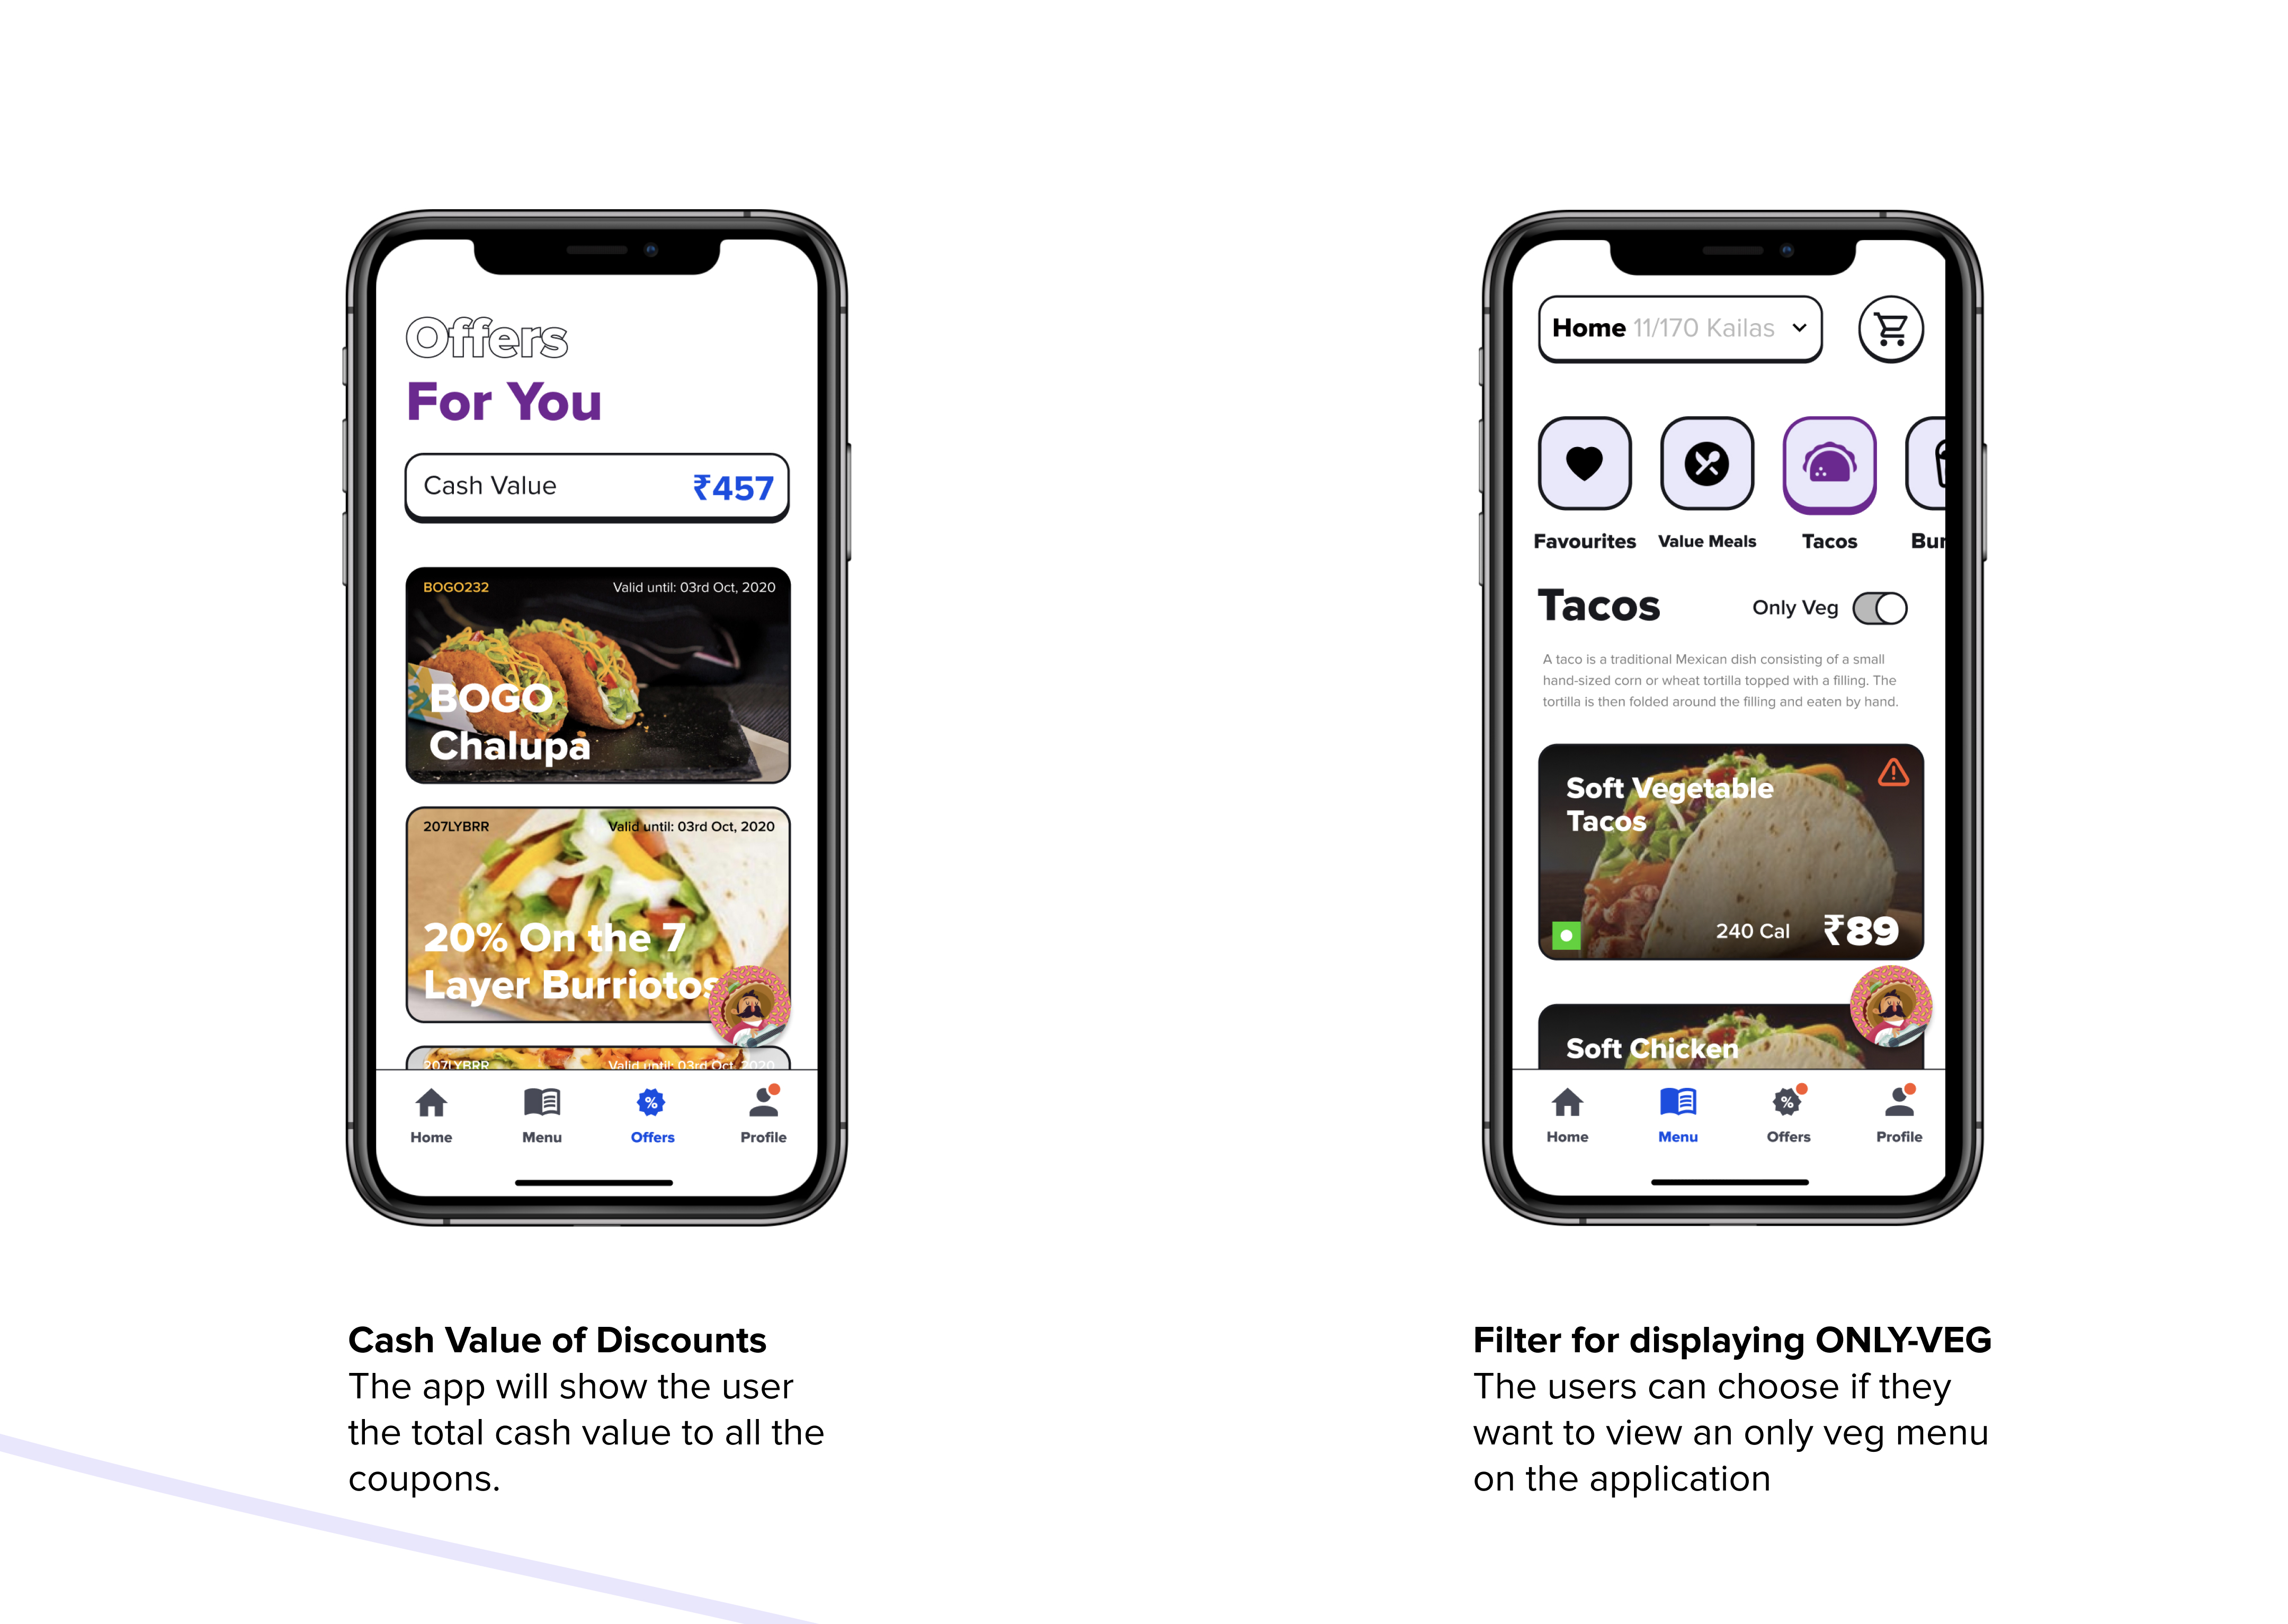 Offers
For You
Cash Value ₹457
BOGO232 Valid until: 03rd Oct, 2020
BOGO
Chalupa
207LYBRR Valid until: 03rd Oct, 2020
20% On the 7
Layer Burriotos
207LYBRR Valid until: 03rd Oct, 2020
Home Menu Offers Profile
Cash Value of Discounts
The app will show the user
the total cash value to all the
coupons.
Home 11/170 Kailas
Favourites Value Meals Tacos Bur
Tacos Only Veg
A taco is a traditional Mexican dish consisting of a small
hand-sized corn or wheat tortilla topped with a filling. The
tortilla is then folded around the filling and eaten by hand.
Soft Vegetable
Tacos
240 Cal ₹89
Soft Chicken
Home Menu Offers Profile
Filter for displaying ONLY-VEG
The users can choose if they
want to view an only veg menu
on the application